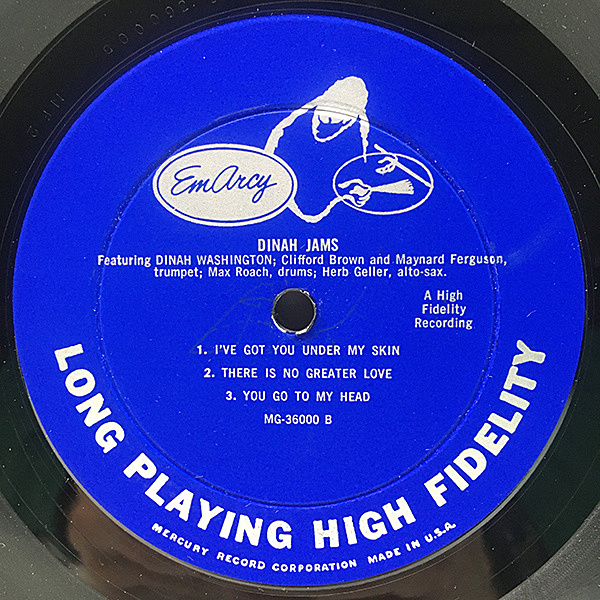 EmArcy
DINAH JAMS
Featuring DINAH WASHINGTON; Clifford Brown and Maynard Ferguson,
trumpet; Max Roach, drums; Herb Geller, alto-sax.
A High
Fidelity
Recording
1. I'VE GOT YOU UNDER MY SKIN
2. THERE IS NO GREATER LOVE
3. YOU GO TO MY HEAD
MG-36000 B
LONG PLAYING HIGH FIDELITY
MERCURY RECORD CORPORATION MADE IN U.S.A.